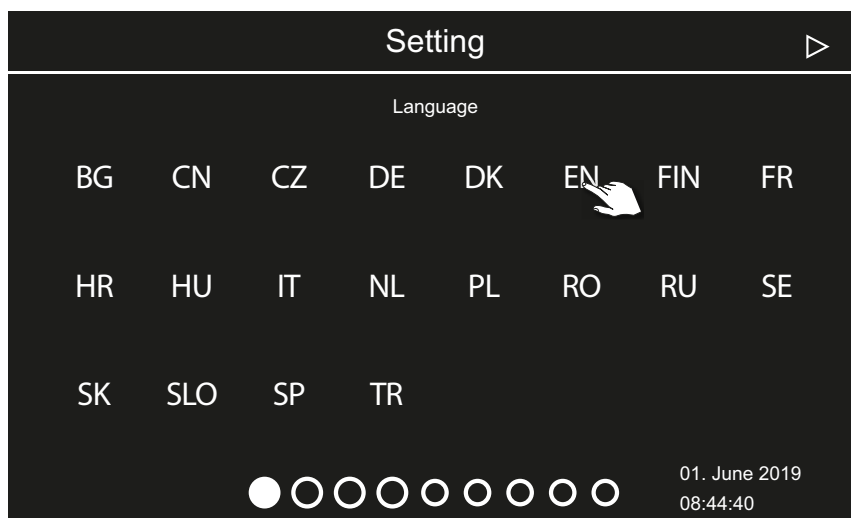 Setting
Language
BG CN CZ DE DK EN FIN FR
HR HU IT NL PL RO RU SE
SK SLO SP TR
01. June 2019
08:44:40